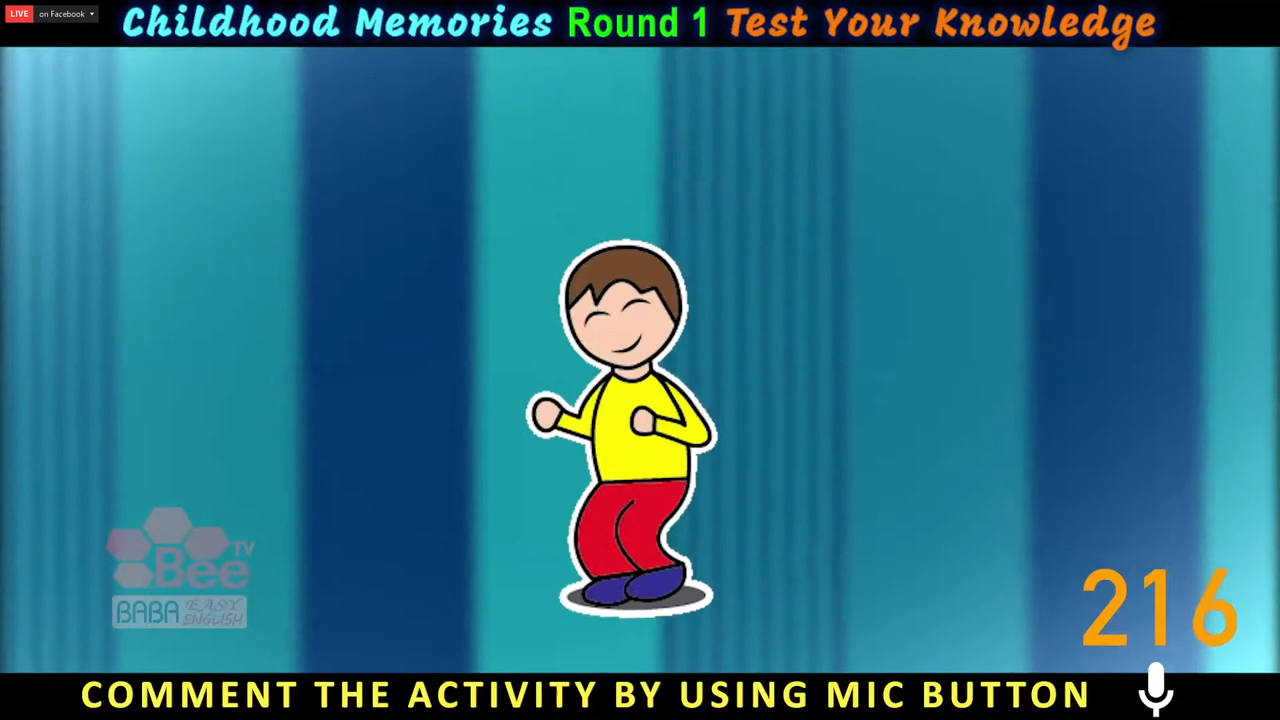 LIVE on Facebook
Childhood Memories Round 1 Test Your Knowledge
Bee TV
BABA EASY ENGLISH
216
COMMENT THE ACTIVITY BY USING MIC BUTTON